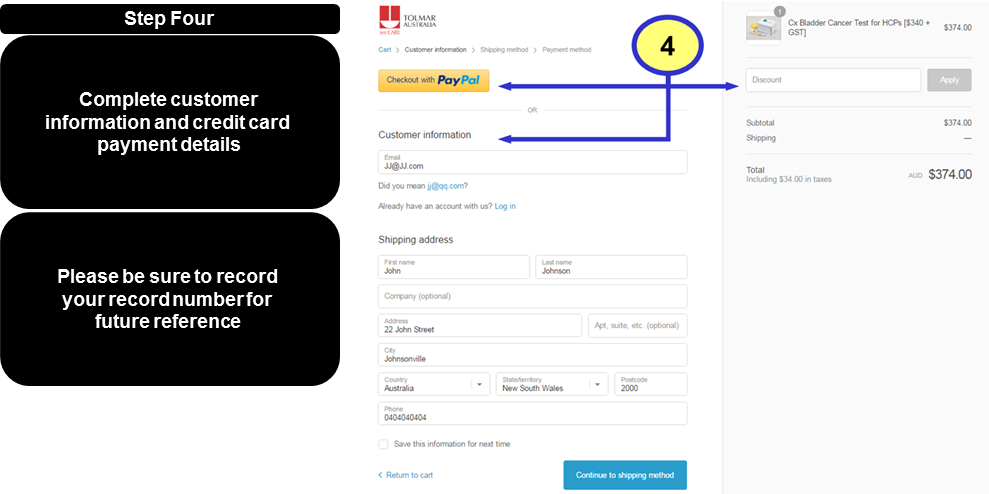 Step Four
Complete customer
information and credit card
payment details
Please be sure to record
your record number for
future reference
TOLMAR
AUSTRALIA
weCARE
Cart > Customer information > Shipping method > Payment method
Checkout with PayPal
OR
4
Customer information
Email
JJ@JJ.com
Did you mean jj@qq.com?
Already have an account with us? Log in
Shipping address
First name
John
Last name
Johnson
Company (optional)
Address
22 John Street
Apt, suite, etc. (optional)
City
Johnsonville
Country
Australia
State/territory
New South Wales
Postcode
2000
Phone
0404040404
Save this information for next time
< Return to cart
Continue to shipping method
1
Cx Bladder Cancer Test for HCPs [$340 +
GST]
$374.00
Discount
Apply
Subtotal
$374.00
Shipping
—
Total
Including $34.00 in taxes
AUD $374.00